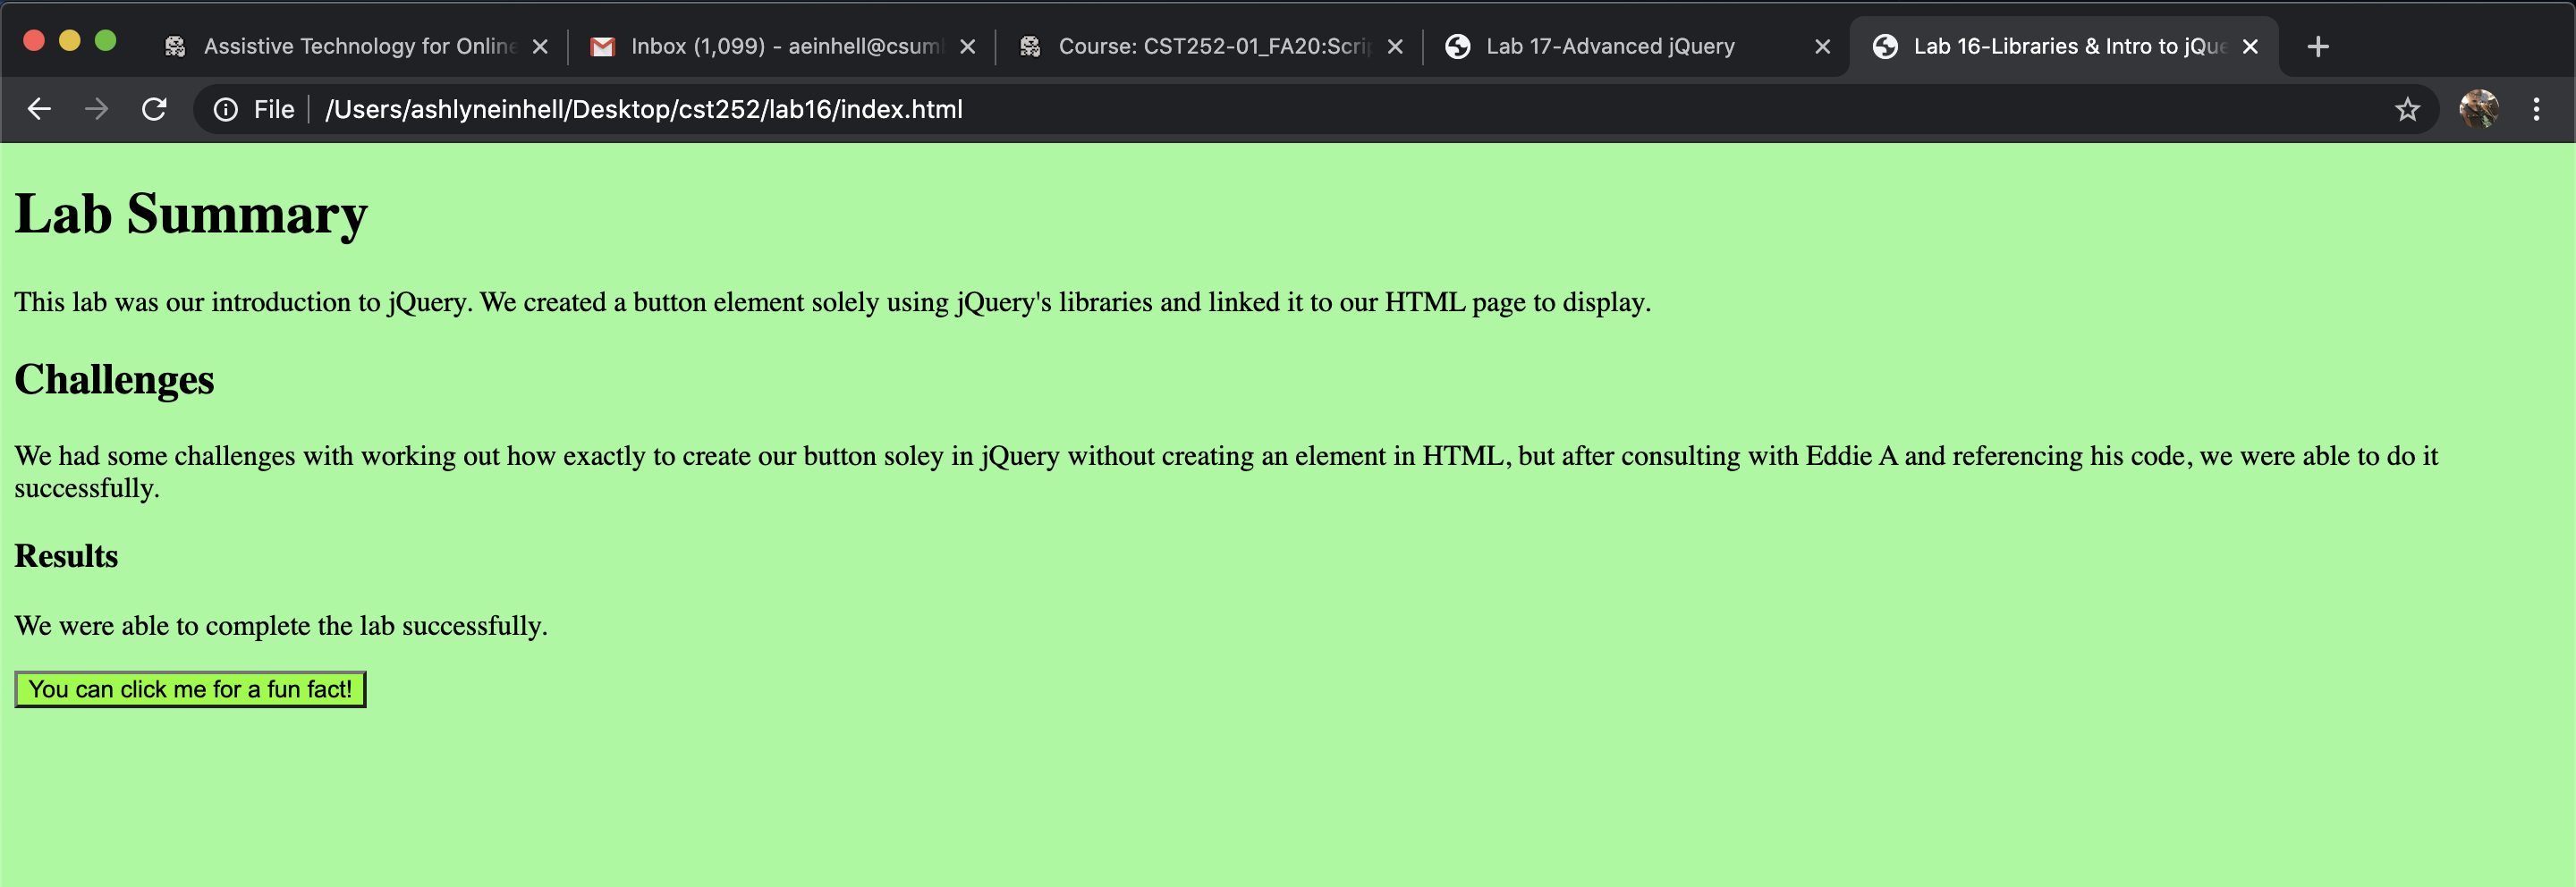 Assistive Technology for Online
Inbox (1,099) - aeinhell@csuml
Course: CST252-01_FA20:Scrip
Lab 17-Advanced jQuery
Lab 16-Libraries & Intro to jQue
File /Users/ashlyneinhell/Desktop/cst252/lab16/index.html
Lab Summary
This lab was our introduction to jQuery. We created a button element solely using jQuery's libraries and linked it to our HTML page to display.
Challenges
We had some challenges with working out how exactly to create our button soley in jQuery without creating an element in HTML, but after consulting with Eddie A and referencing his code, we were able to do it
successfully.
Results
We were able to complete the lab successfully.
You can click me for a fun fact!